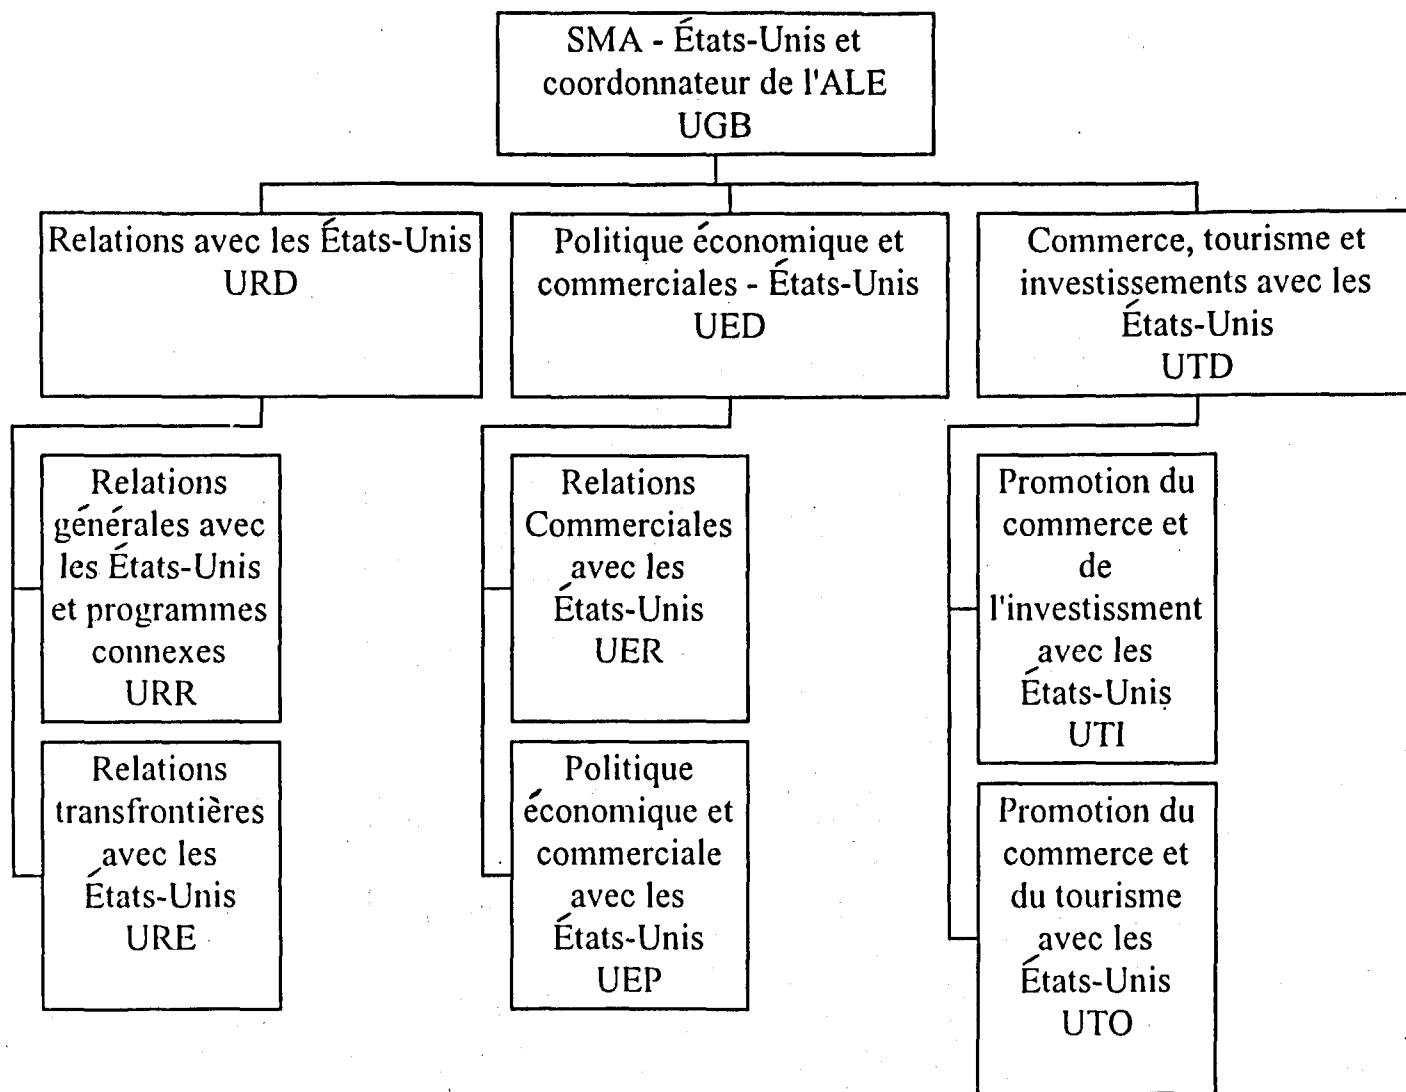 SMA - États-Unis et
coordonnateur de l'ALE
UGB
Relations avec les États-Unis
URD
Politique économique et
commerciales - États-Unis
UED
Commerce, tourisme et
investissements avec les
États-Unis
UTD
Relations
générales avec
les États-Unis
et programmes
connexes
URR
Relations
transfrontières
avec les
États-Unis
URE
Relations
Commerciales
avec les
États-Unis
UER
Politique
économique et
commerciale
avec les
États-Unis
UEP
Promotion du
commerce et
de
l'investissment
avec les
États-Unis
UTI
Promotion du
commerce et
du tourisme
avec les
États-Unis
UTO